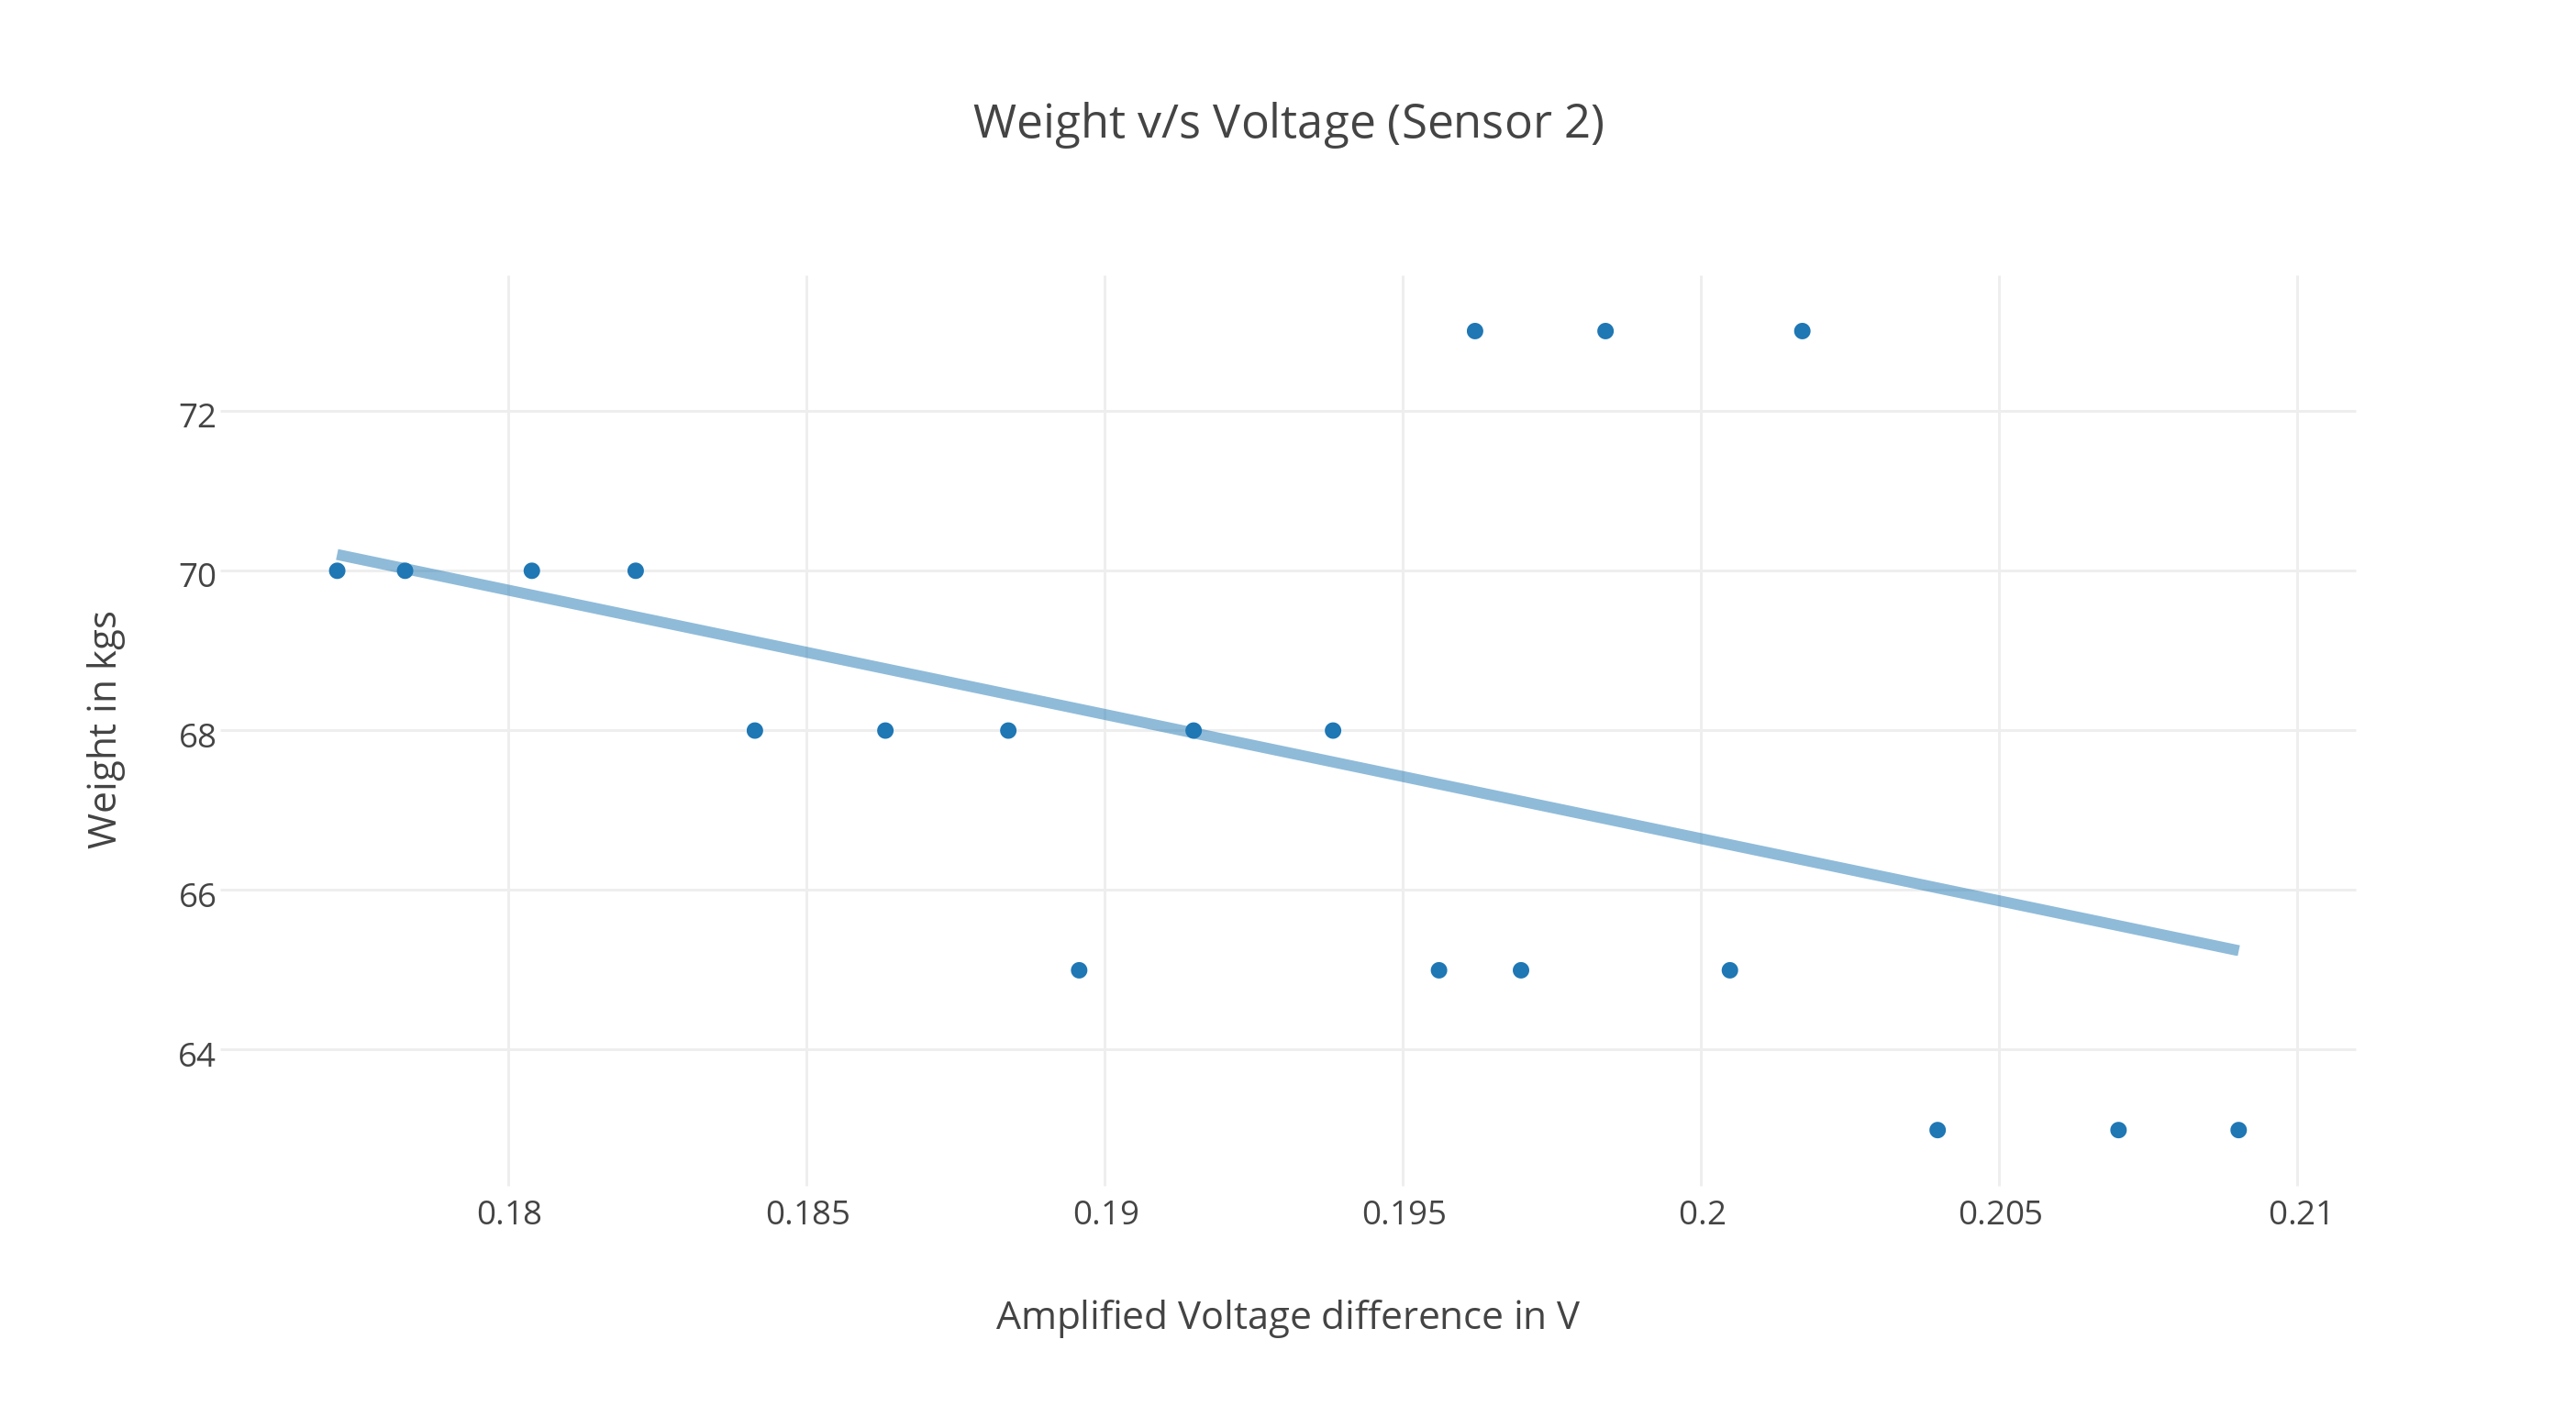 Weight v/s Voltage (Sensor 2)
72
70
68
66
64
Weight in kgs
0.18 0.185 0.19 0.195 0.2 0.205 0.21
Amplified Voltage difference in V